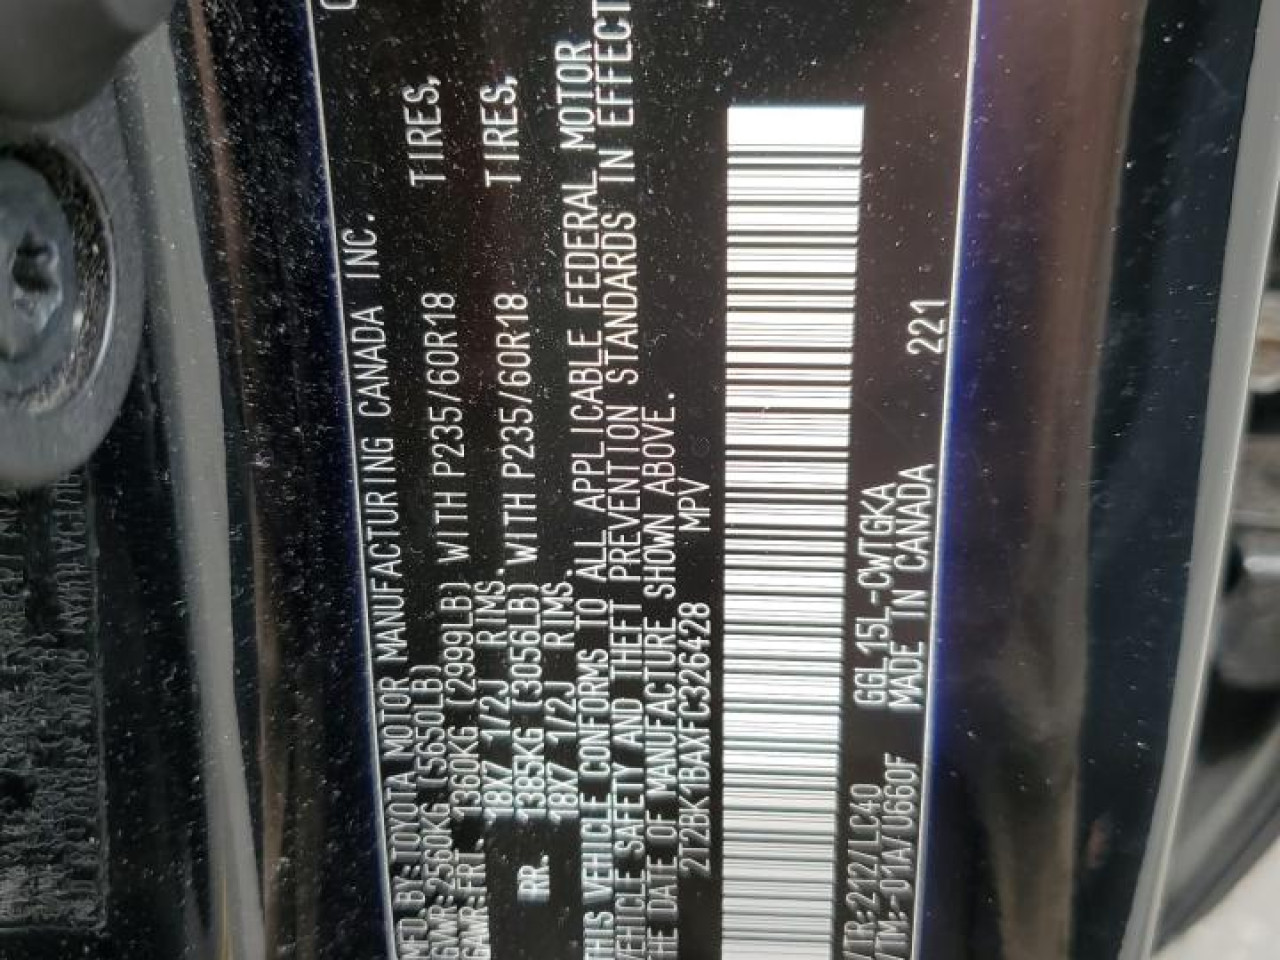 MFD. BY: TOYOTA MOTOR MANUFACTURING CANADA INC.
GVWR: 2560KG (5650LB)
GAWR: FRT. 1360KG (2999LB) WITH P235/60R18 TIRES,
18X7 1/2J RIMS.
RR. 1385KG (3056LB) WITH P235/60R18 TIRES,
18X7 1/2J RIMS.
THIS VEHICLE CONFORMS TO ALL APPLICABLE FEDERAL MOTOR
VEHICLE SAFETY AND THEFT PREVENTION STANDARDS IN EFFECT
THE DATE OF MANUFACTURE SHOWN ABOVE.
2T2BK1BAXFC326428 MPV
/TR: 212/LC40 GGL15L-CWTGKA
/TM: -01A/U660F MADE IN CANADA 221